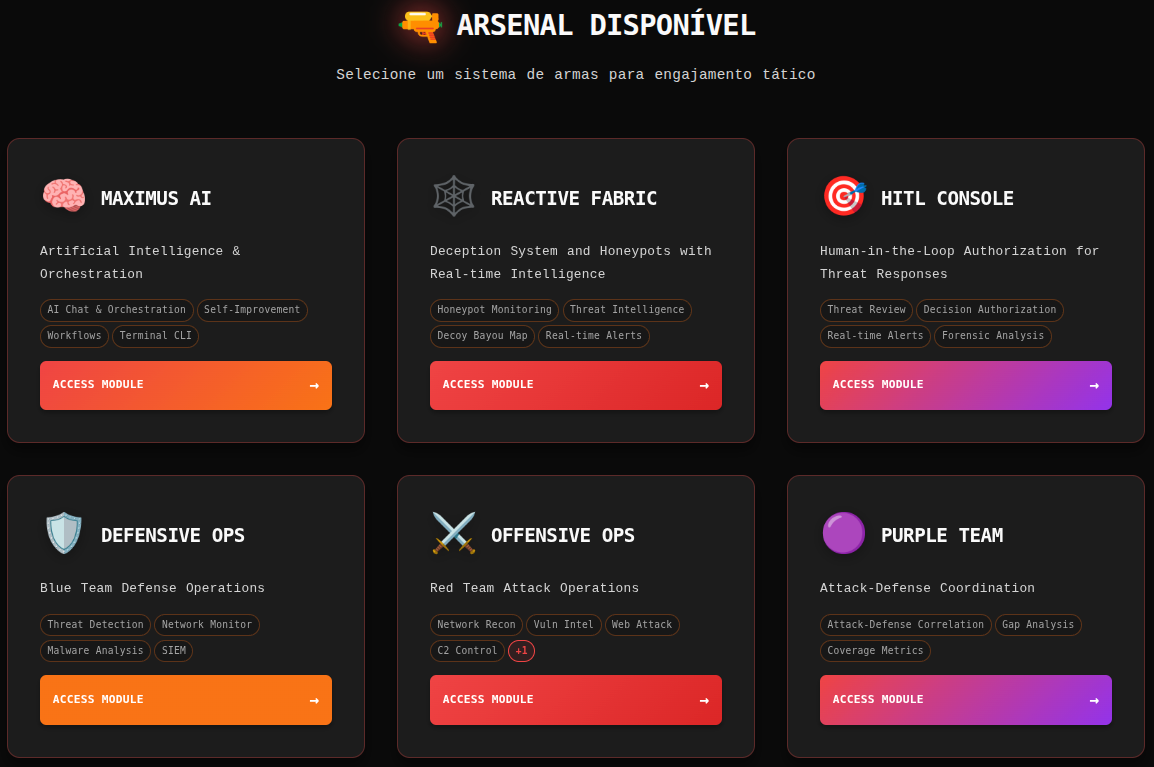 ARSENAL DISPONÍVEL
Selecione um sistema de armas para engajamento tático
MAXIMUS AI
Artificial Intelligence &
Orchestration
AI Chat & Orchestration Self-Improvement
Workflows Terminal CLI
ACCESS MODULE →
REACTIVE FABRIC
Deception System and Honeypots with
Real-time Intelligence
Honeypot Monitoring Threat Intelligence
Decoy Bayou Map Real-time Alerts
ACCESS MODULE →
HITL CONSOLE
Human-in-the-Loop Authorization for
Threat Responses
Threat Review Decision Authorization
Real-time Alerts Forensic Analysis
ACCESS MODULE →
DEFENSIVE OPS
Blue Team Defense Operations
Threat Detection Network Monitor
Malware Analysis SIEM
ACCESS MODULE →
OFFENSIVE OPS
Red Team Attack Operations
Network Recon Vuln Intel Web Attack
C2 Control +1
ACCESS MODULE →
PURPLE TEAM
Attack-Defense Coordination
Attack-Defense Correlation Gap Analysis
Coverage Metrics
ACCESS MODULE →